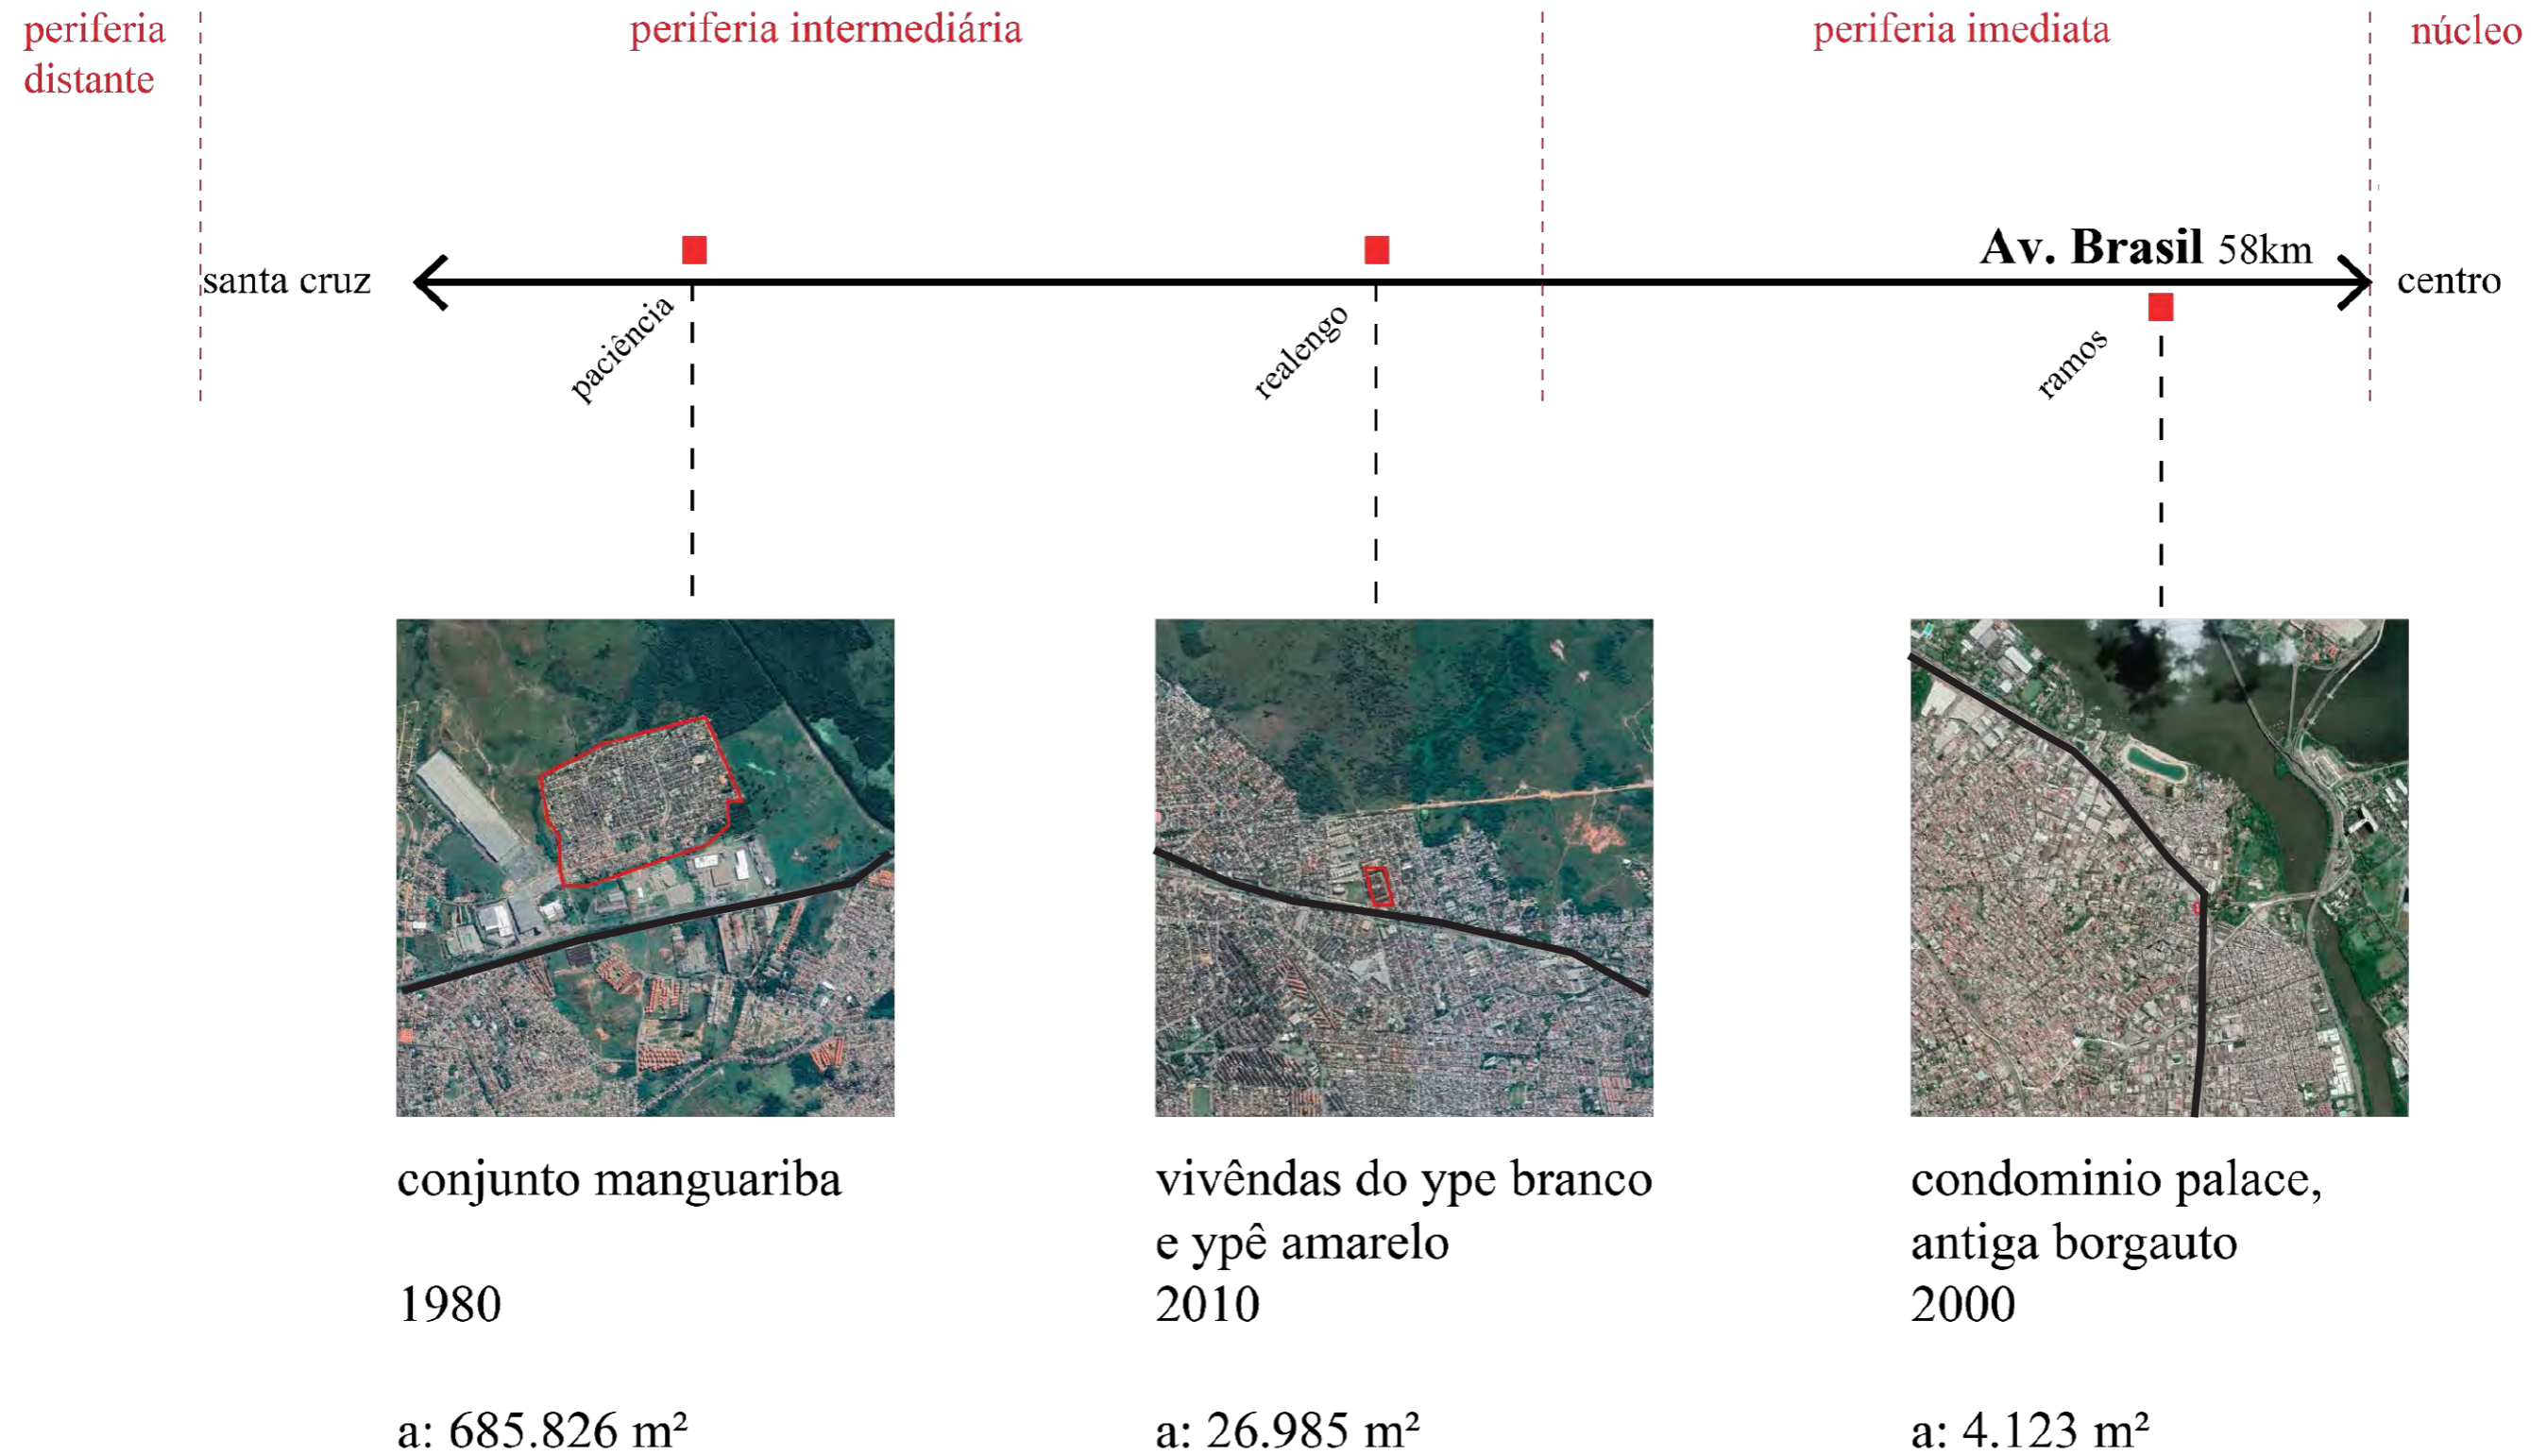 periferia
distante
periferia intermediária
periferia imediata
núcleo
santa cruz
Av. Brasil 58km
centro
paciência
realengo
ramos
conjunto manguariba
1980
a: 685.826 m²
vivêndas do ype branco
e ypê amarelo
2010
a: 26.985 m²
condominio palace,
antiga borgauto
2000
a: 4.123 m²